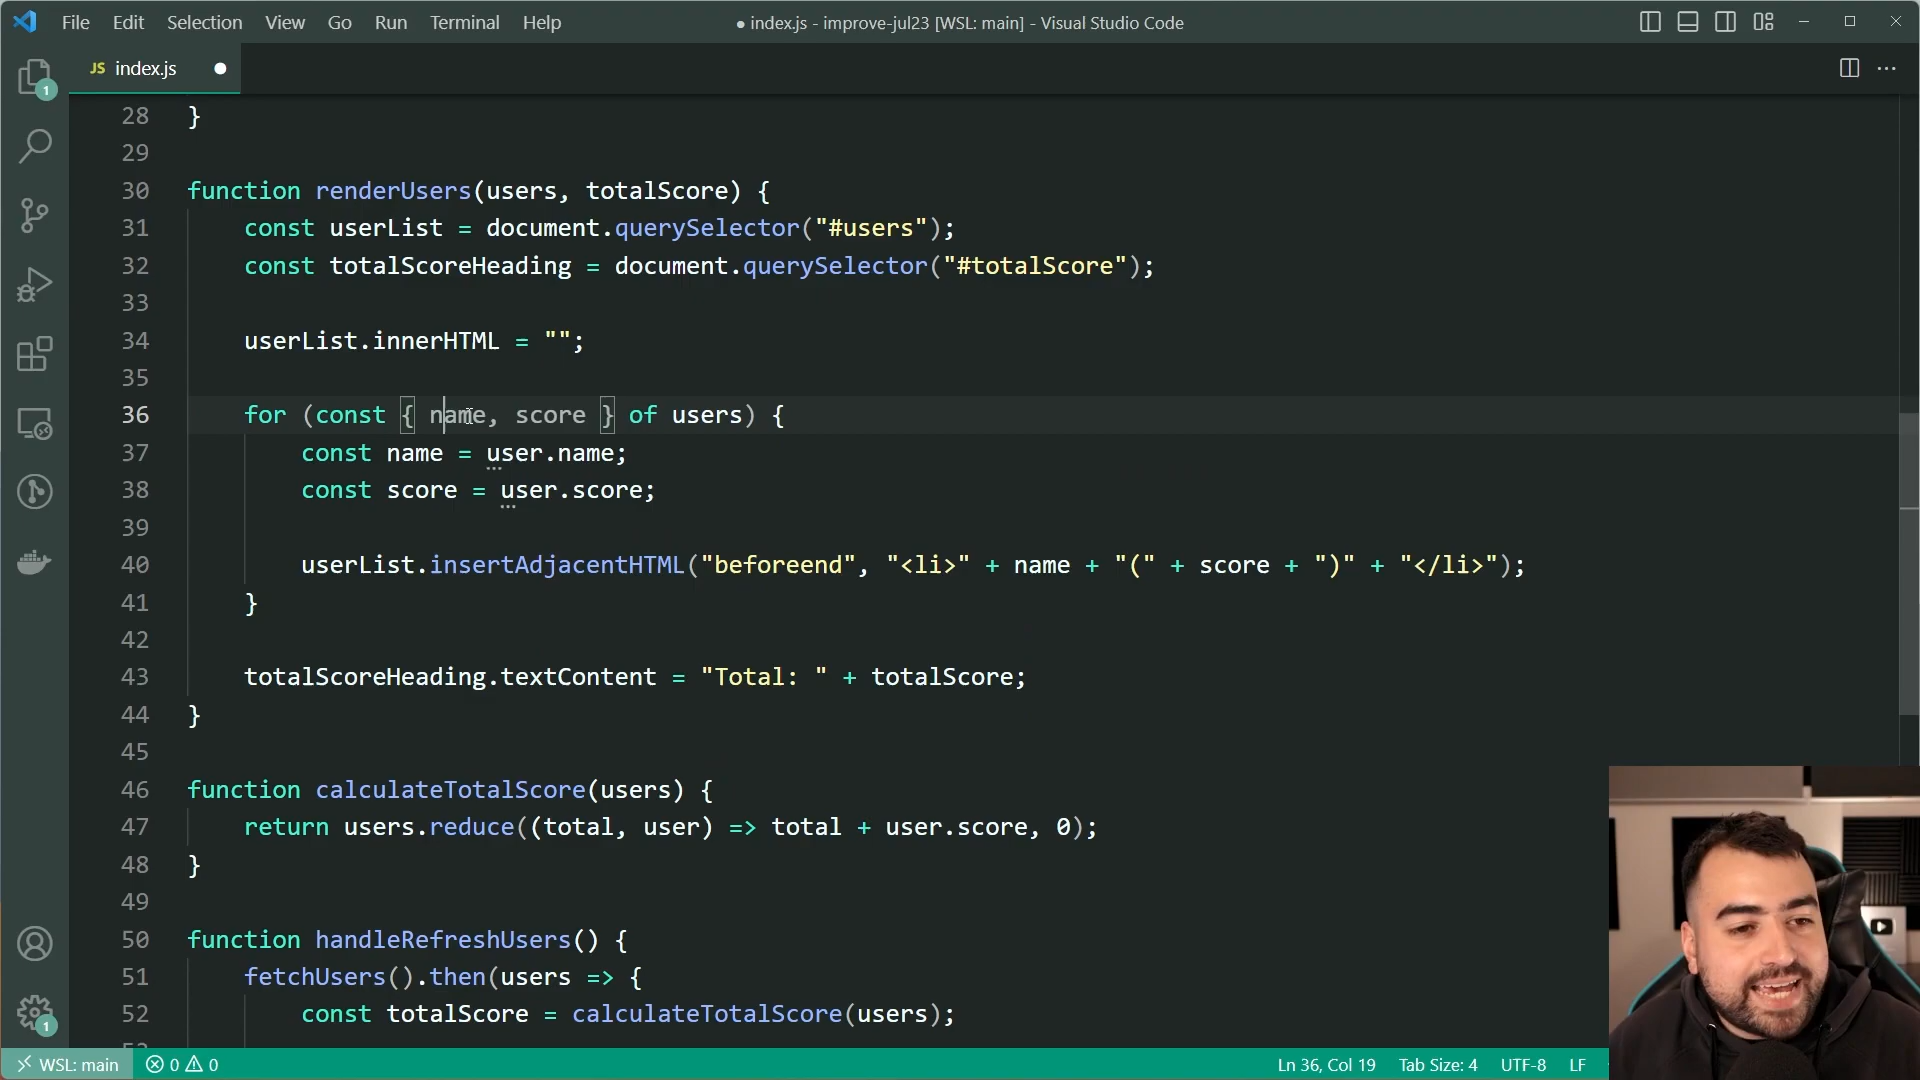 File Edit Selection View Go Run Terminal Help
● index.js - improve-jul23 [WSL: main] - Visual Studio Code
JS index.js
1
28 }
29
30 function renderUsers(users, totalScore) {
31 const userList = document.querySelector("#users");
32 const totalScoreHeading = document.querySelector("#totalScore");
33
34 userList.innerHTML = "";
35
36 for (const { name, score } of users) {
37 const name = user.name;
38 const score = user.score;
39
40 userList.insertAdjacentHTML("beforeend", "<li>" + name + "(" + score + ")" + "</li>");
41 }
42
43 totalScoreHeading.textContent = "Total: " + totalScore;
44 }
45
46 function calculateTotalScore(users) {
47 return users.reduce((total, user) => total + user.score, 0);
48 }
49
50 function handleRefreshUsers() {
51 fetchUsers().then(users => {
52 const totalScore = calculateTotalScore(users);
1
WSL: main 0 0 Ln 36, Col 19 Tab Size: 4 UTF-8 LF